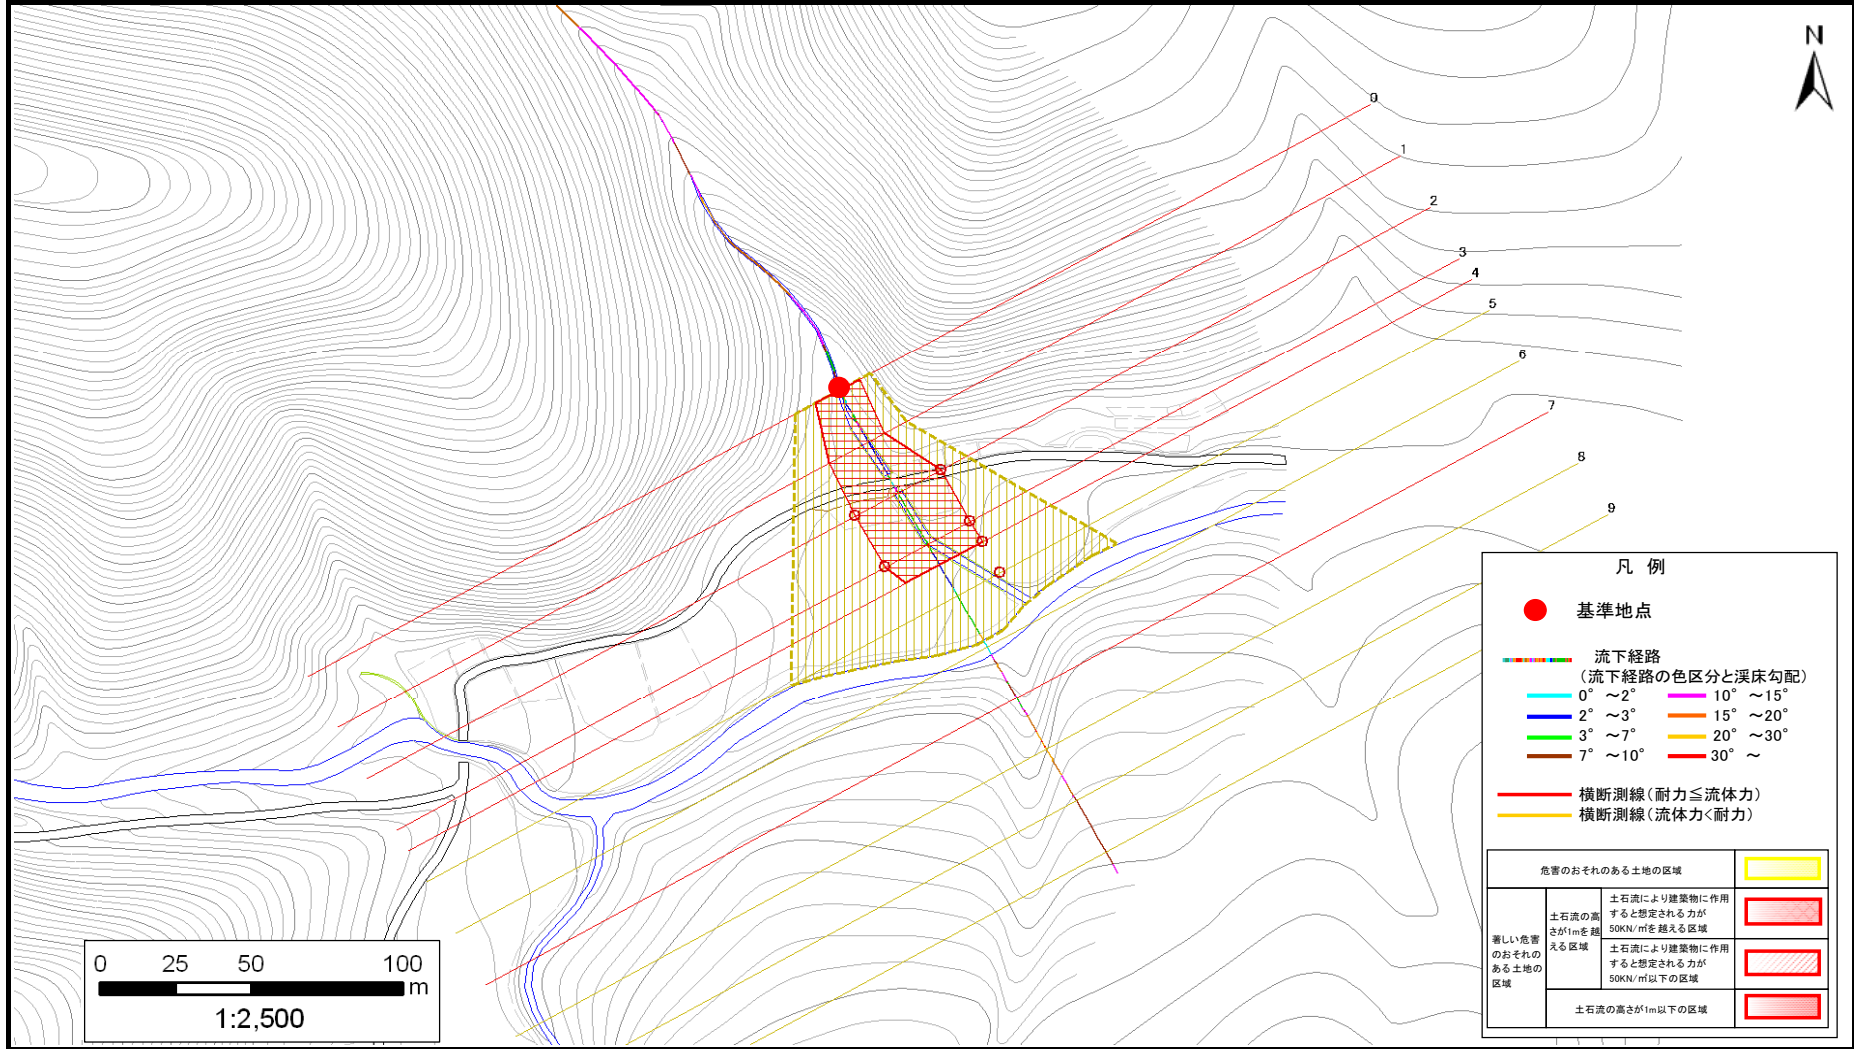 N
0
1
2
3
4
5
6
7
8
9
凡 例
基準地点
流下経路
(流下経路の色区分と渓床勾配)
0° ～2° 10° ～15°
2° ～3° 15° ～20°
3° ～7° 20° ～30°
7° ～10° 30° ～
横断測線(耐力≦流体力)
横断測線(流体力<耐力)
危害のおそれのある土地の区域
著しい危害
のおそれの
ある土地の
区域
土石流の高
さが1mを越
える区域
土石流により建築物に作用
すると想定される力が
50KN/㎡を越える区域
土石流により建築物に作用
すると想定される力が
50KN/㎡以下の区域
土石流の高さが1m以下の区域
0 25 50 100
m
1:2,500